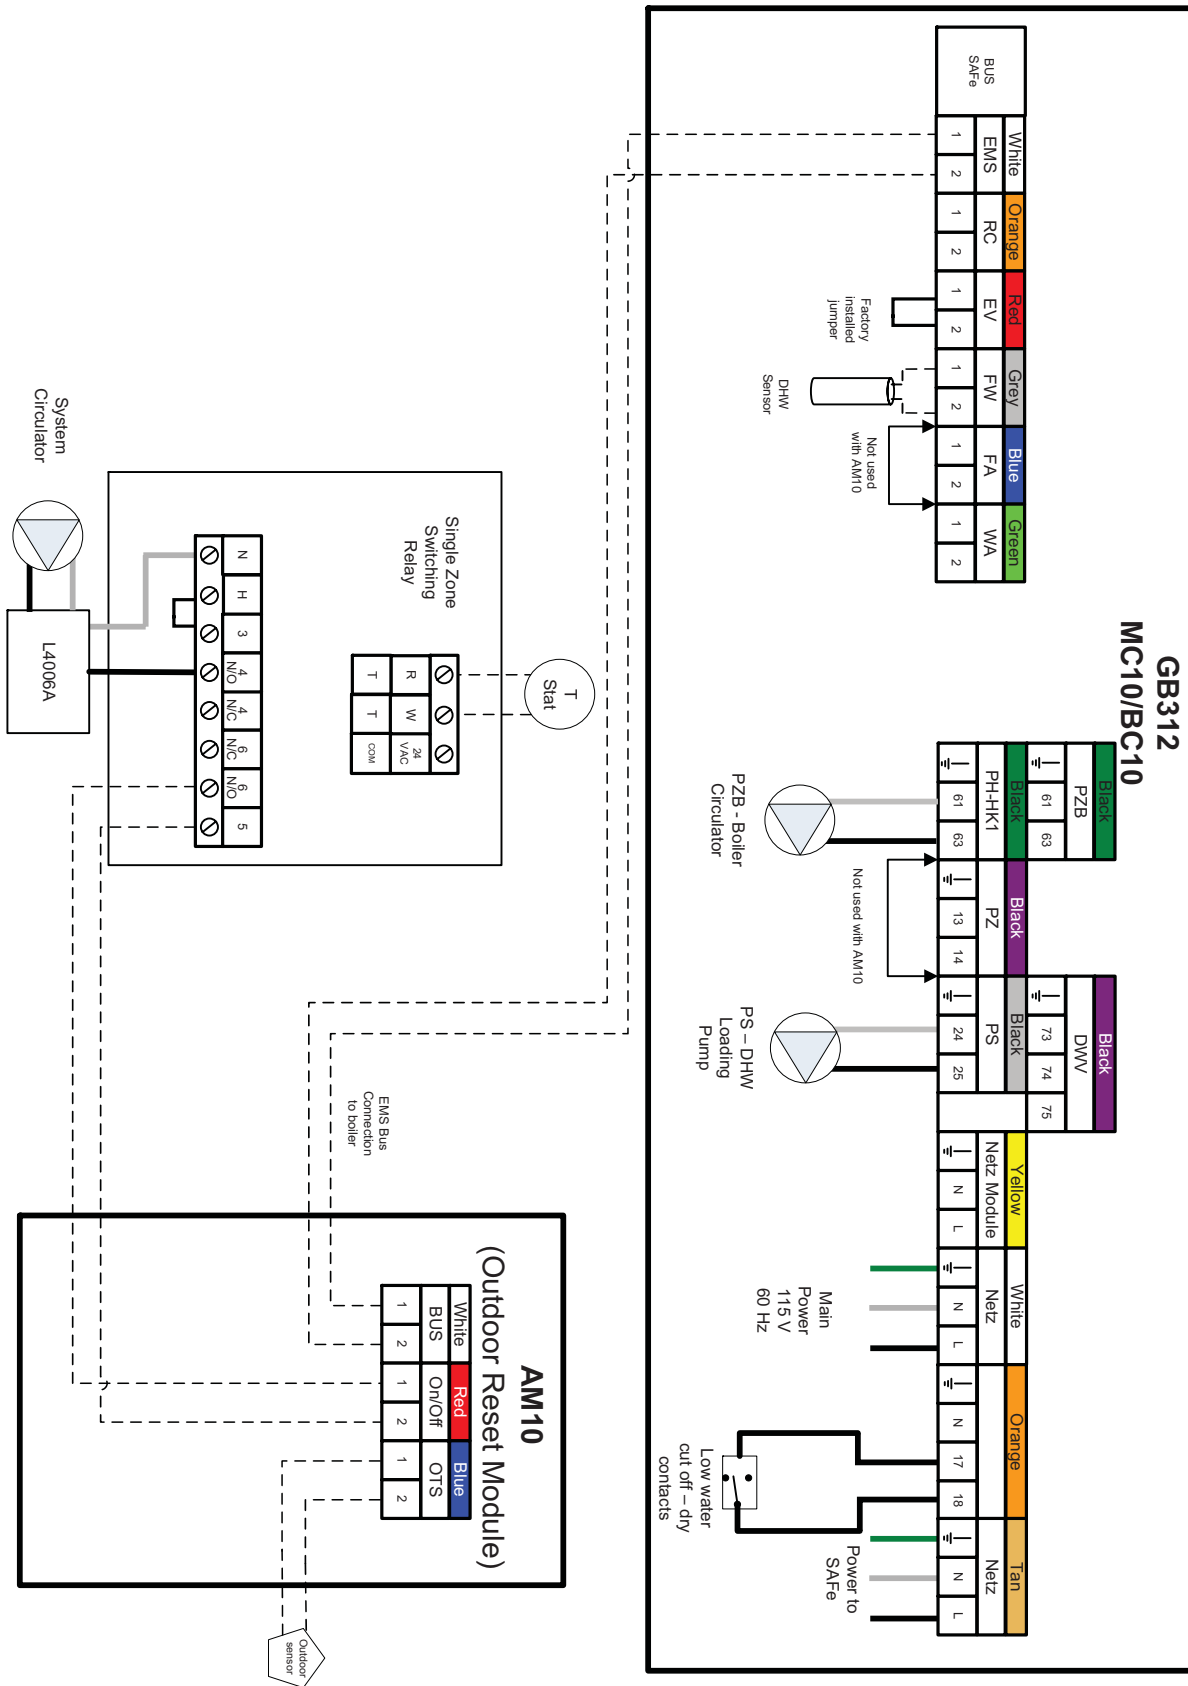 GB312
MC10/BC10
BUS
SAFe
White
EMS
1
2
Orange
RC
1
2
Red
EV
1
2
Grey
FW
1
2
Blue
FA
1
2
Green
WA
1
2
Factory
installed
jumper
DHW
Sensor
Not used
with AM10
Black
PZB
61
63
Black
PH-HK1
61
63
Black
PZ
13
14
Black
DWV
73
74
75
Black
PS
24
25
Yellow
Netz Module
N
L
White
Netz
N
L
Orange
N
17
18
Tan
Netz
N
L
PZB - Boiler
Circulator
Not used with AM10
PS – DHW
Loading
Pump
Main
Power
115 V
60 Hz
Low water
cut off – dry
contacts
Power to
SAFe
T
Stat
Single Zone
Switching
Relay
R
W
24
VAC
T
T
COM
N
H
3
4
N/O
4
N/C
6
N/C
6
N/O
5
System
Circulator
L4006A
EMS Bus
Connection
to boiler
AM10
(Outdoor Reset Module)
White
BUS
1
2
Red
On/Off
1
2
Blue
OTS
1
2
Outdoor
sensor